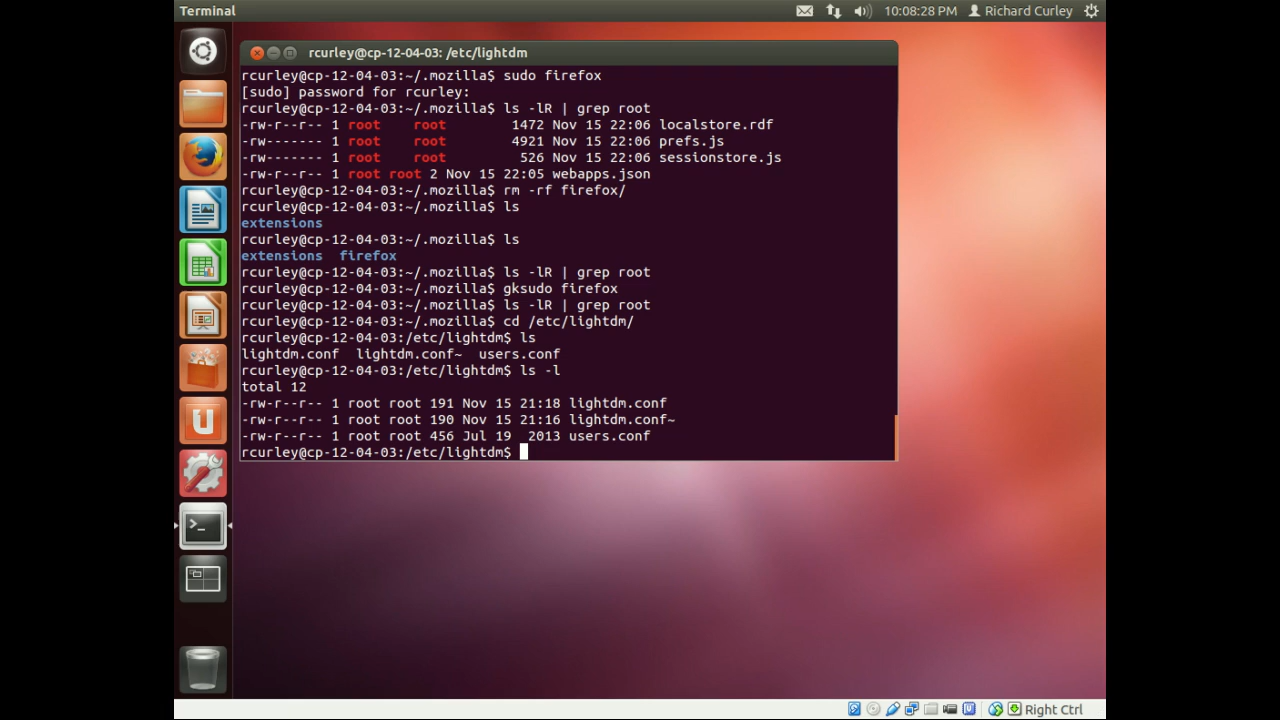 Terminal
10:08:28 PM Richard Curley
rcurley@cp-12-04-03: /etc/lightdm
rcurley@cp-12-04-03:~/.mozilla$ sudo firefox
[sudo] password for rcurley:
rcurley@cp-12-04-03:~/.mozilla$ ls -lR | grep root
-rw-r--r-- 1 root    root        1472 Nov 15 22:06 localstore.rdf
-rw------- 1 root    root        4921 Nov 15 22:06 prefs.js
-rw------- 1 root    root         526 Nov 15 22:06 sessionstore.js
-rw-r--r-- 1 root root 2 Nov 15 22:05 webapps.json
rcurley@cp-12-04-03:~/.mozilla$ rm -rf firefox/
rcurley@cp-12-04-03:~/.mozilla$ ls
extensions
rcurley@cp-12-04-03:~/.mozilla$ ls
extensions  firefox
rcurley@cp-12-04-03:~/.mozilla$ ls -lR | grep root
rcurley@cp-12-04-03:~/.mozilla$ gksudo firefox
rcurley@cp-12-04-03:~/.mozilla$ ls -lR | grep root
rcurley@cp-12-04-03:~/.mozilla$ cd /etc/lightdm/
rcurley@cp-12-04-03:/etc/lightdm$ ls
lightdm.conf  lightdm.conf~  users.conf
rcurley@cp-12-04-03:/etc/lightdm$ ls -l
total 12
-rw-r--r-- 1 root root 191 Nov 15 21:18 lightdm.conf
-rw-r--r-- 1 root root 190 Nov 15 21:16 lightdm.conf~
-rw-r--r-- 1 root root 456 Jul 19  2013 users.conf
rcurley@cp-12-04-03:/etc/lightdm$
Right Ctrl